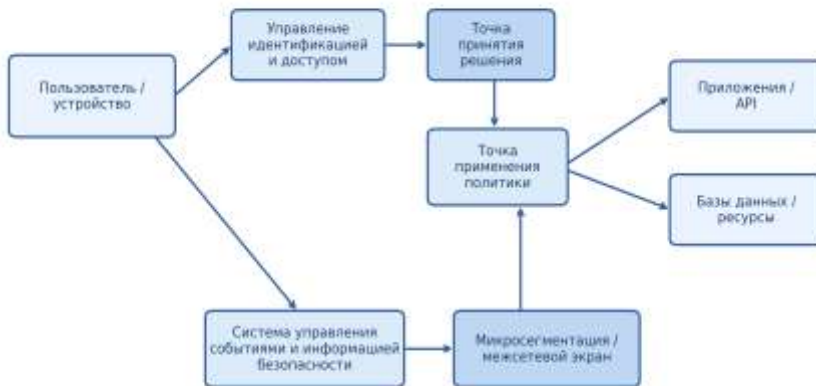 Управление
идентификацией
и доступом
Точка
принятия
решения
Пользователь /
устройство
Приложения /
API
Точка
применения
политики
Базы данных /
ресурсы
Система управления
событиями и информацией
безопасности
Микросегментация /
межсетевой экран